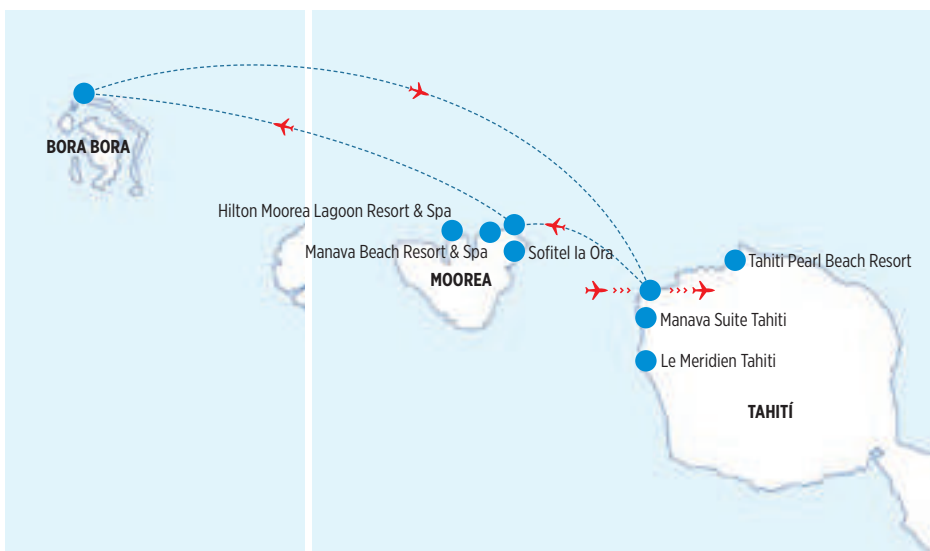 BORA BORA
Hilton Moorea Lagoon Resort & Spa
Manava Beach Resort & Spa
Sofitel la Ora
MOOREA
Tahiti Pearl Beach Resort
Manava Suite Tahiti
Le Meridien Tahiti
TAHITÍ